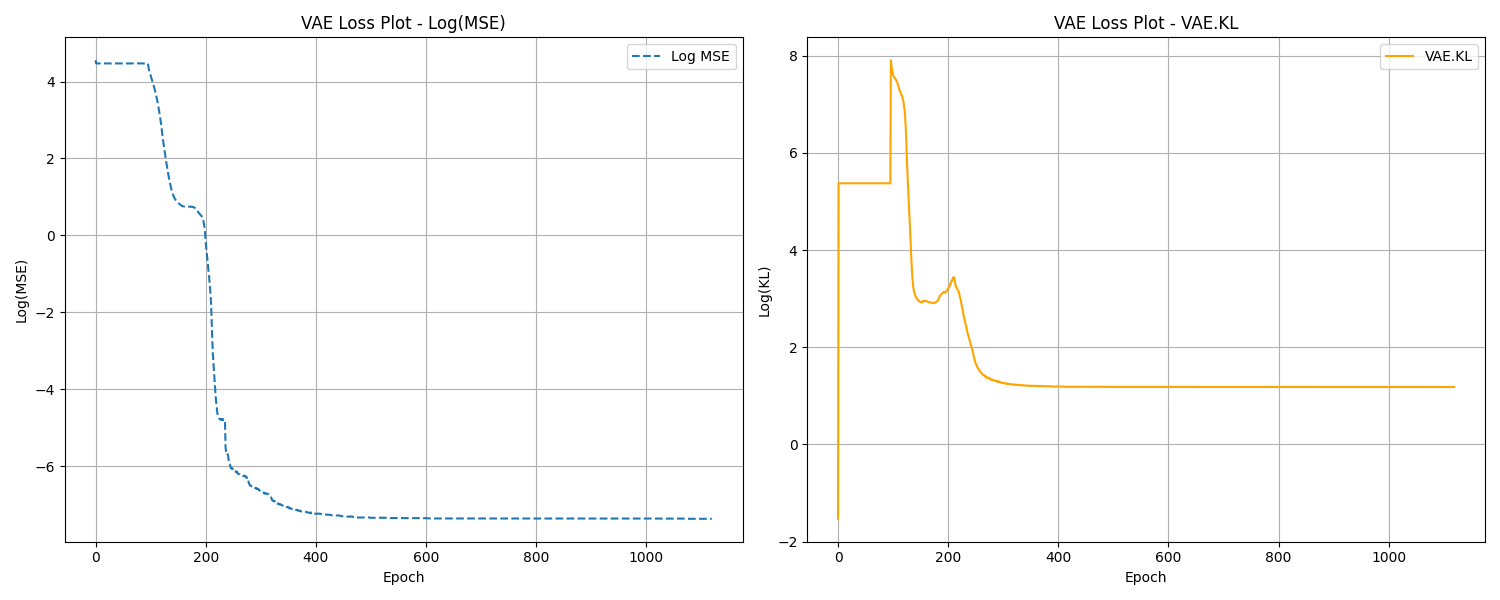 VAE Loss Plot - Log(MSE)
Log MSE
Log(MSE)
4
2
0
−2
−4
−6
0 200 400 600 800 1000
Epoch
VAE Loss Plot - VAE.KL
VAE.KL
Log(KL)
8
6
4
2
0
−2
0 200 400 600 800 1000
Epoch